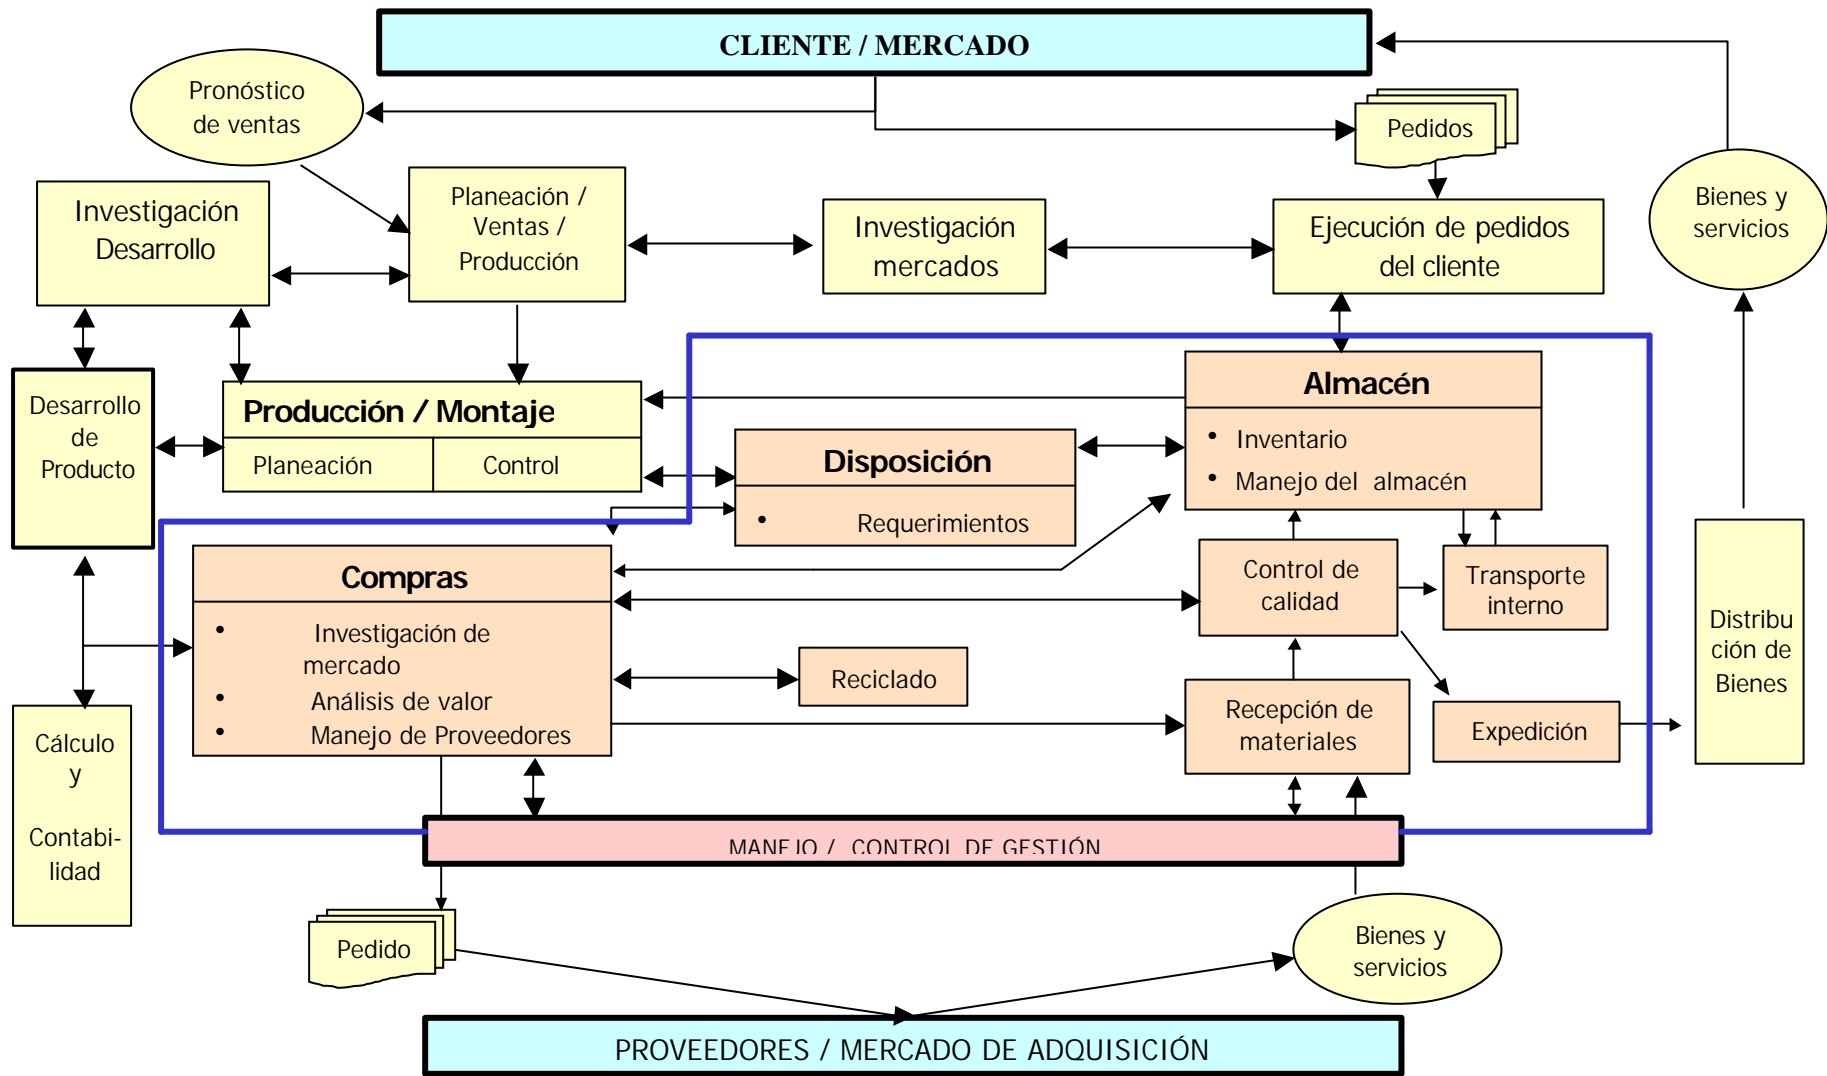 CLIENTE / MERCADO
Pronóstico
de ventas
Pedidos
Bienes y
servicios
Investigación
Desarrollo
Planeación /
Ventas /
Producción
Investigación
mercados
Ejecución de pedidos
del cliente
Desarrollo
de
Producto
Producción / Montaje
Planeación
Control
Disposición
• Requerimientos
Almacén
• Inventario
• Manejo del almacén
Compras
• Investigación de
mercado
• Análisis de valor
• Manejo de Proveedores
Control de
calidad
Transporte
interno
Reciclado
Recepción de
materiales
Expedición
Distribu
ción de
Bienes
Cálculo
y
Contabi-
lidad
MANEJO / CONTROL DE GESTIÓN
Pedido
Bienes y
servicios
PROVEEDORES / MERCADO DE ADQUISICIÓN